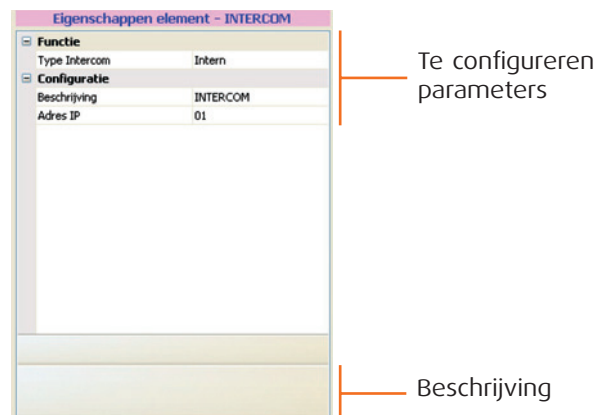 Eigenschappen element - INTERCOM
Functie
Type Intercom Intern
Configuratie
Beschrijving INTERCOM
Adres IP 01
Te configureren
parameters
Beschrijving